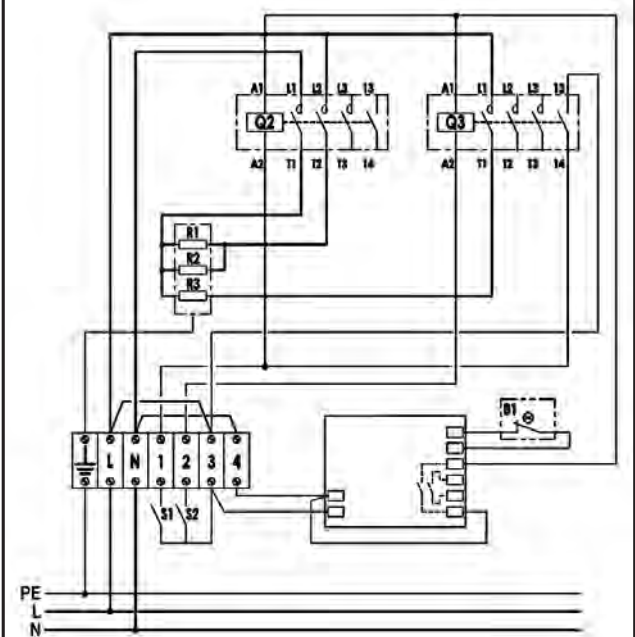 A1 L1 L2 L3 13
A1 L1 L2 L3 13
Q2
Q3
A2 T1 T2 T3 14
A2 T1 T2 T3 14
R1
R2
R3
B1
L N 1 2 3 4
S1 S2
PE
L
N